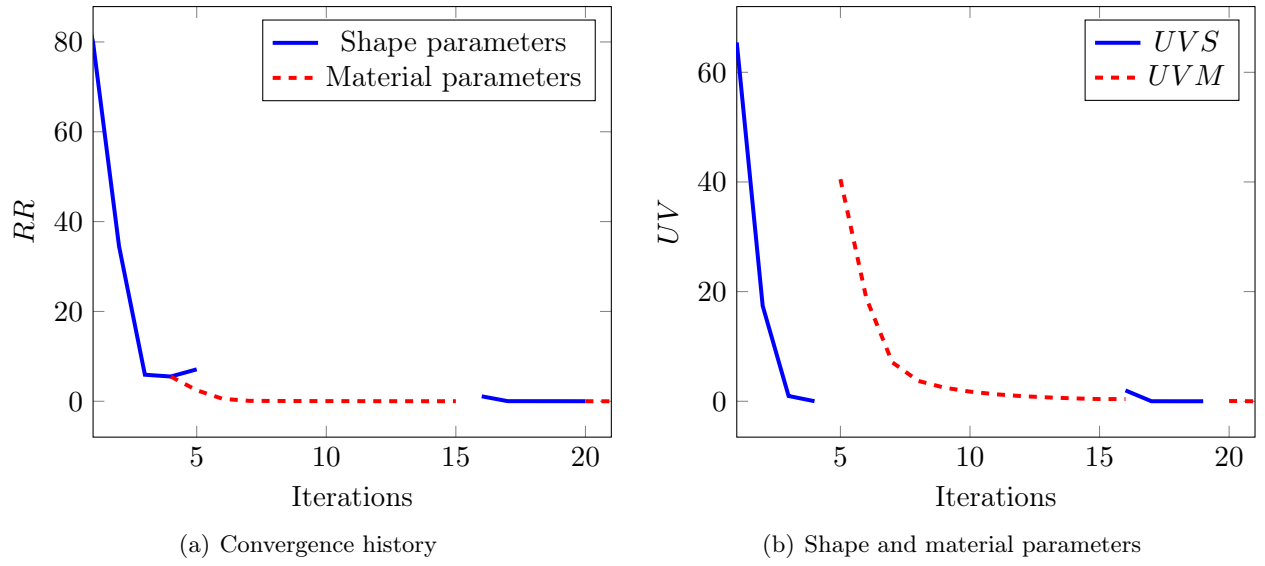 80
60
40
20
0
RR
Shape parameters
Material parameters
5
10
15
20
Iterations
(a) Convergence history
60
40
20
0
UV
UVS
UVM
5
10
15
20
Iterations
(b) Shape and material parameters